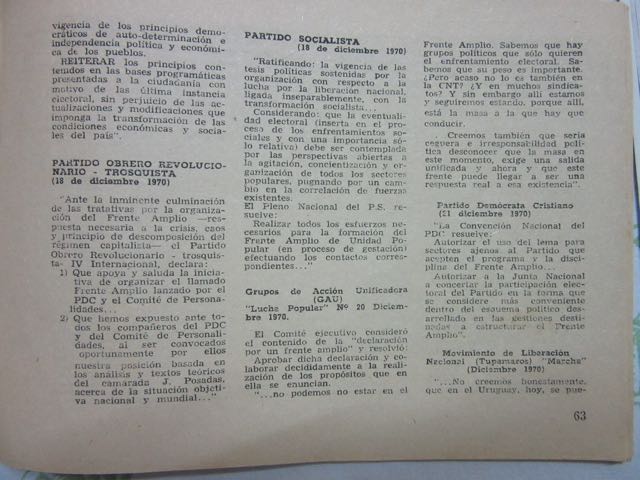 vigencia de los principios demo-
cráticos de auto-determinación e
independencia política y económi-
ca de los pueblos.
REITERAR los principios con-
tenidos en las bases programáticas
presentadas a la ciudadanía con
motivo de las última instancia
electoral, sin perjuicio de las ac-
tualizaciones y modificaciones que
imponga la transformación de las
condiciones económicas y socia-
les del país".
PARTIDO OBRERO REVOLUCIO-
NARIO - TROSQUISTA
(18 de diciembre 1970)
"Ante la inminente culminación
de las tratativas por la organiza-
ción del Frente Amplio —res-
puesta necesaria a la crisis, caos
y principio de descomposición del
régimen capitalista— el Partido
Obrero Revolucionario - trosquis-
ta- IV Internacional, declara:
1) Que apoya y saluda la inicia-
tiva de organizar el llamado
Frente Amplio lanzado por el
PDC y el Comité de Persona-
lidades...
2) Que hemos expuesto ante to-
dos los compañeros del PDC
y del Comité de Personali-
dades, al ser convocados
oportunamente por ellos
nuestra posición basada en
los análisis y textos teóricos
del camarada J. Posadas,
acerca de la situación objeti-
va nacional y mundial..."
PARTIDO SOCIALISTA
(18 de diciembre 1970)
"Ratificando: la vigencia de las
tesis políticas sostenidas por la
organización con respecto a la
lucha por la liberación nacional,
ligada inseparablemente, con la
transformación socialista...
Considerando: que la eventuali-
dad electoral (inserta en el pro-
ceso de los enfrentamientos so-
ciales y con una importancia só-
lo relativa) debe ser contemplada
por las perspectivas abiertas a
la agitación, concientización y or-
ganización de todos los sectores
populares, pugnando por un cam-
bio en la correlación de fuerzas
existentes.
El Pleno Nacional del P.S. re-
suelve:
Realizar todos los esfuerzos ne-
cesarios para la formación del
Frente Amplio de Unidad Popu-
lar (en proceso de gestación)
efectuando los contactos corres-
pondientes..."
Grupos de Acción Unificadora
(GAU)
"Lucha Popular" Nº 20 Diciem-
bre 1970.
El Comité ejecutivo consideró
el contenido de la "declaración
por un frente amplio" y resolvió:
Aprobar dicha declaración y co-
laborar decididamente a la reali-
zación de los propósitos que en
ella se enuncian.
"...no podemos no estar en el
Frente Amplio. Sabemos que hay
grupos políticos que sólo quieren
el enfrentamiento electoral. Sa-
bemos que su peso es importante.
¿Pero acaso no lo es también en
la CNT? ¿Y en muchos sindica-
tos? Y sin embargo allí estamos
y seguiremos estando, porque allí,
está la masa a la que hay que
conducir.
Creemos también que sería
ceguera e irresponsabilidad polí-
tica desconocer que la masa en
este momento, exige una salida
unificada y ahora y que este
frente puede llegar a ser una
respuesta real a esa existencia".
Partido Demócrata Cristiano
(21 diciembre 1970)
"La Convención Nacional del
PDC resuelve:
Autorizar el uso del lema para
sectores ajenos al Partido que
acepten el programa y la disci-
plina del Frente Amplio...
Autorizar a la Junta Nacional
a concertar la participación elec-
toral del Partido en la forma que
se considere más conveniente
dentro del esquema político des-
arrollado en las gestiones desti-
nadas a estructurar el Frente
Amplio".
Movimiento de Liberación
Nacional (Tupamaros) "Marcha"
(Diciembre 1970)
"...No creemos honestamente,
que en el Uruguay, hoy, se pue-
63